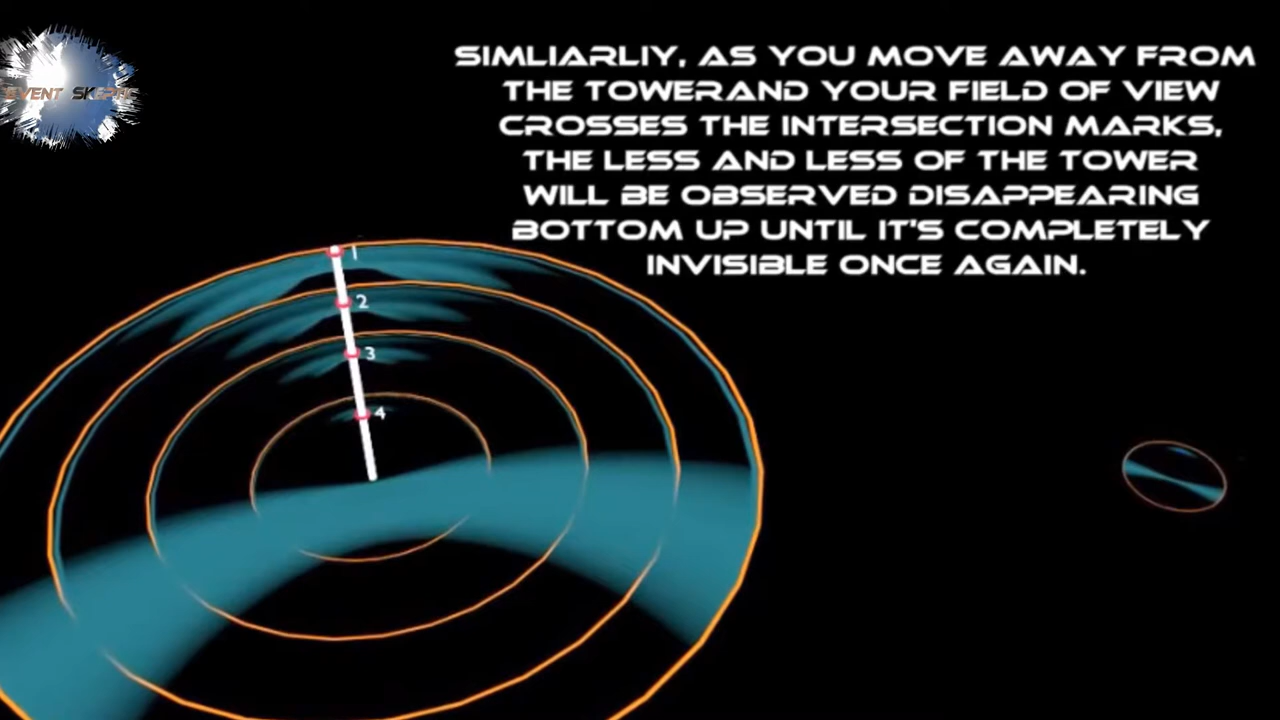 EVENT SKEPTIC
SIMLIARLIY, AS YOU MOVE AWAY FROM
THE TOWERAND YOUR FIELD OF VIEW
CROSSES THE INTERSECTION MARKS,
THE LESS AND LESS OF THE TOWER
WILL BE OBSERVED DISAPPEARING
BOTTOM UP UNTIL IT'S COMPLETELY
INVISIBLE ONCE AGAIN.
1
2
3
4